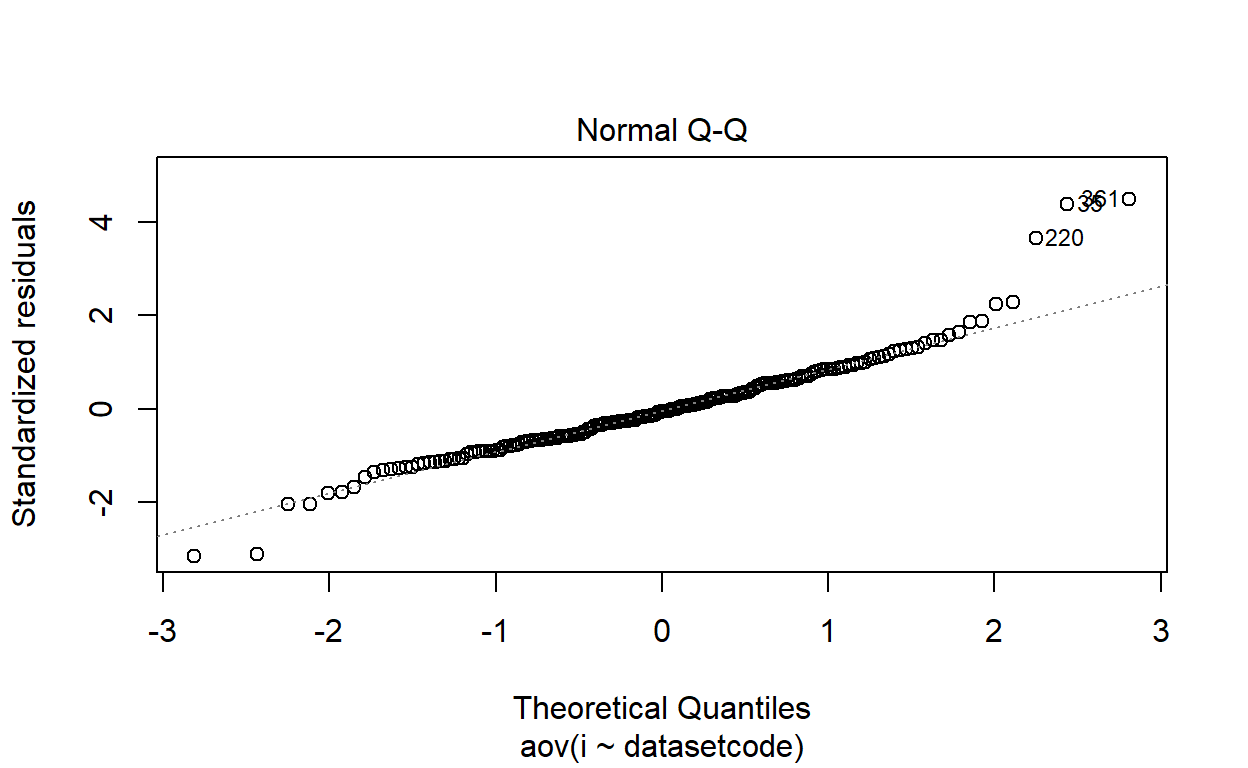 Normal Q-Q
Standardized residuals
4
2
0
-2
35
361
220
-3 -2 -1 0 1 2 3
Theoretical Quantiles
aov(i ~ datasetcode)